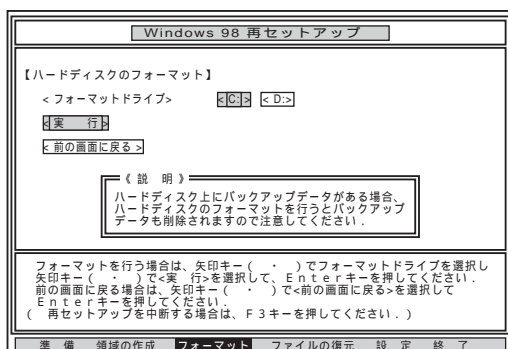 Windows 98 再セットアップ
【ハードディスクのフォーマット】
<フォーマットドライブ> <C:> <D:>
<実 行>
<前の画面に戻る>
《説 明》
ハードディスク上にバックアップデータがある場合、
ハードディスクのフォーマットを行うとバックアップ
データも削除されますので注意してください.
フォーマットを行う場合は、矢印キー( ・ )でフォーマットドライブを選択し
矢印キー( ・ )で<実 行>を選択して、Enterキーを押してください.
前の画面に戻る場合は、矢印キー( ・ )で<前の画面に戻る>を選択して
Enterキーを押してください.
( 再セットアップを中断する場合は、F3キーを押してください.)
準 備 領域の作成 フォーマット ファイルの復元 設 定 終 了